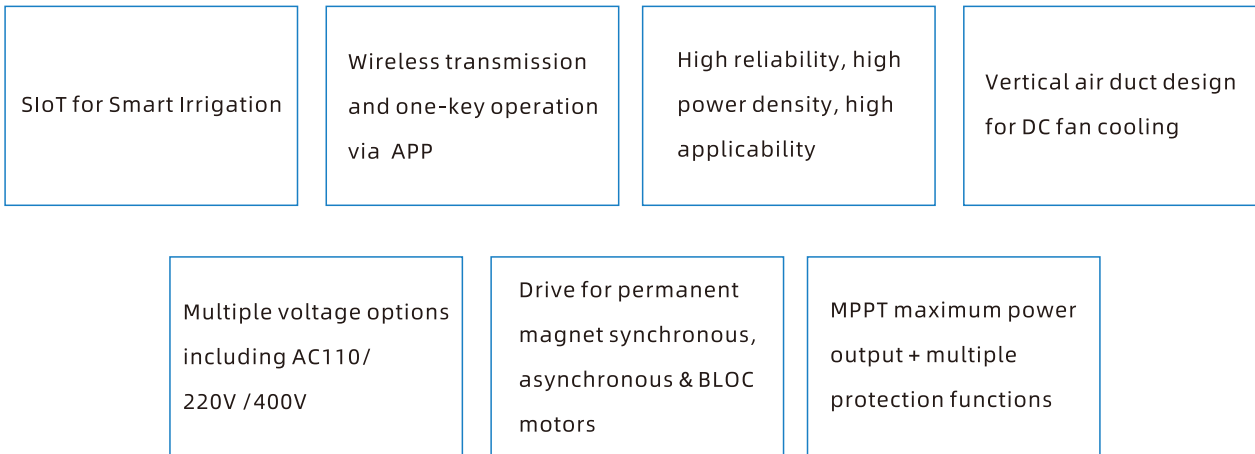 SIoT for Smart Irrigation
Wireless transmission
and one-key operation
via APP
High reliability, high
power density, high
applicability
Vertical air duct design
for DC fan cooling
Multiple voltage options
including AC110/
220V /400V
Drive for permanent
magnet synchronous,
asynchronous & BLOC
motors
MPPT maximum power
output + multiple
protection functions